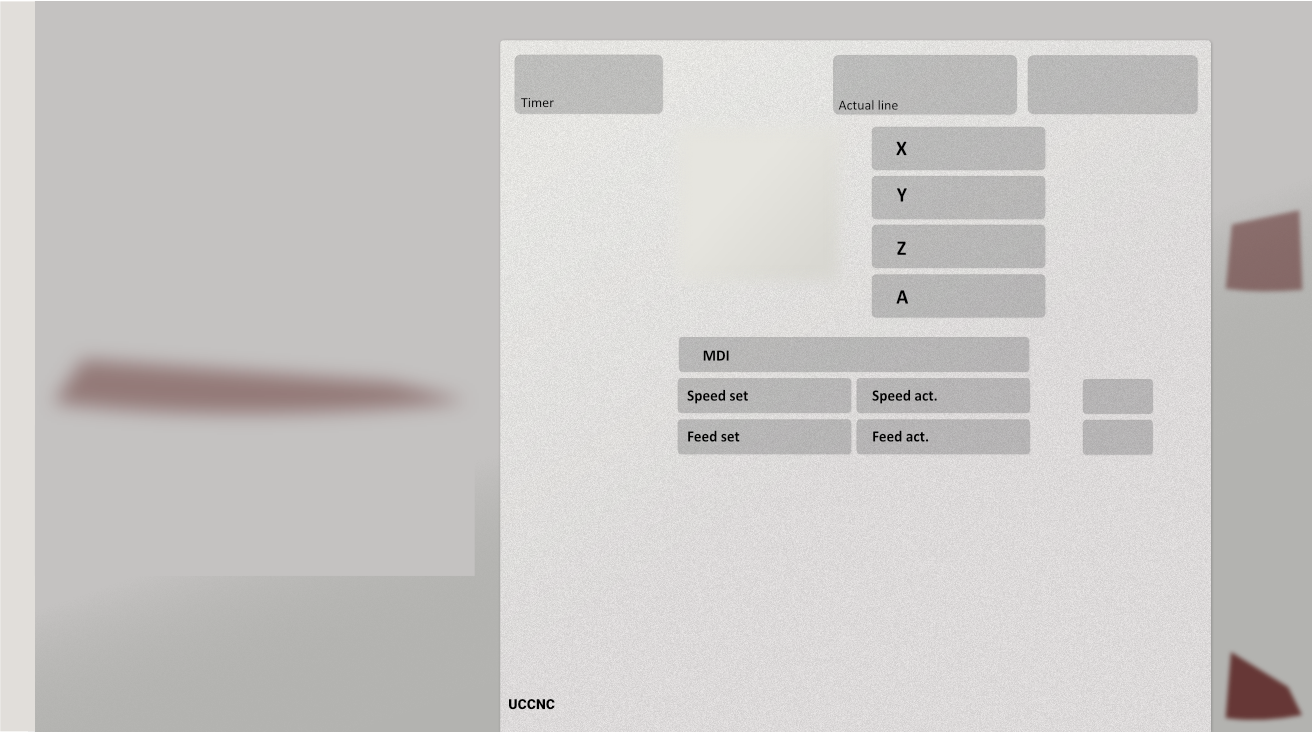 Timer
Actual line
X
Y
Z
A
MDI
Speed set Speed act.
Feed set Feed act.
UCCNC